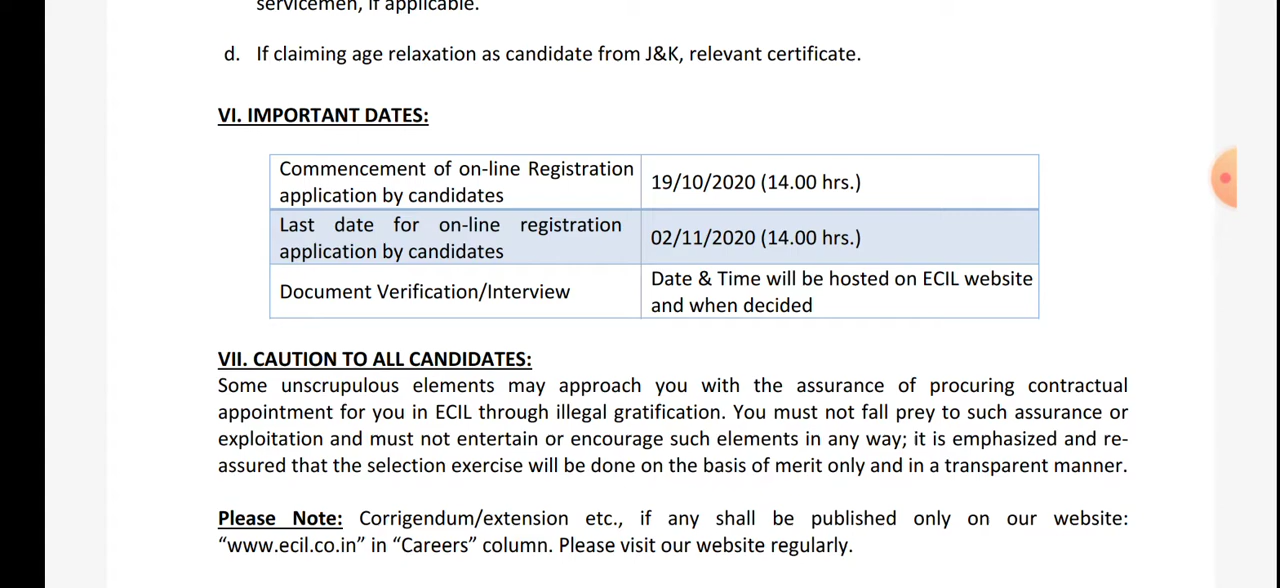 servicemen, if applicable.
d. If claiming age relaxation as candidate from J&K, relevant certificate.
VI. IMPORTANT DATES:
Commencement of on-line Registration
application by candidates
19/10/2020 (14.00 hrs.)
Last date for on-line registration
application by candidates
02/11/2020 (14.00 hrs.)
Document Verification/Interview
Date & Time will be hosted on ECIL website
and when decided
VII. CAUTION TO ALL CANDIDATES:
Some unscrupulous elements may approach you with the assurance of procuring contractual
appointment for you in ECIL through illegal gratification. You must not fall prey to such assurance or
exploitation and must not entertain or encourage such elements in any way; it is emphasized and re-
assured that the selection exercise will be done on the basis of merit only and in a transparent manner.
Please Note: Corrigendum/extension etc., if any shall be published only on our website:
“www.ecil.co.in” in “Careers” column. Please visit our website regularly.